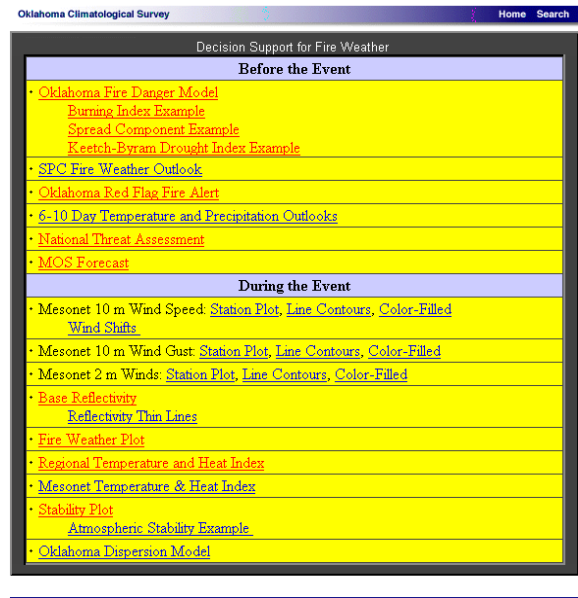 Oklahoma Climatological Survey Home Search
Decision Support for Fire Weather
Before the Event
· Oklahoma Fire Danger Model
Burning Index Example
Spread Component Example
Keetch-Byram Drought Index Example
· SPC Fire Weather Outlook
· Oklahoma Red Flag Fire Alert
· 6-10 Day Temperature and Precipitation Outlooks
· National Threat Assessment
· MOS Forecast
During the Event
· Mesonet 10 m Wind Speed: Station Plot, Line Contours, Color-Filled
Wind Shifts
· Mesonet 10 m Wind Gust: Station Plot, Line Contours, Color-Filled
· Mesonet 2 m Winds: Station Plot, Line Contours, Color-Filled
· Base Reflectivity
Reflectivity Thin Lines
· Fire Weather Plot
· Regional Temperature and Heat Index
· Mesonet Temperature & Heat Index
· Stability Plot
Atmospheric Stability Example
· Oklahoma Dispersion Model